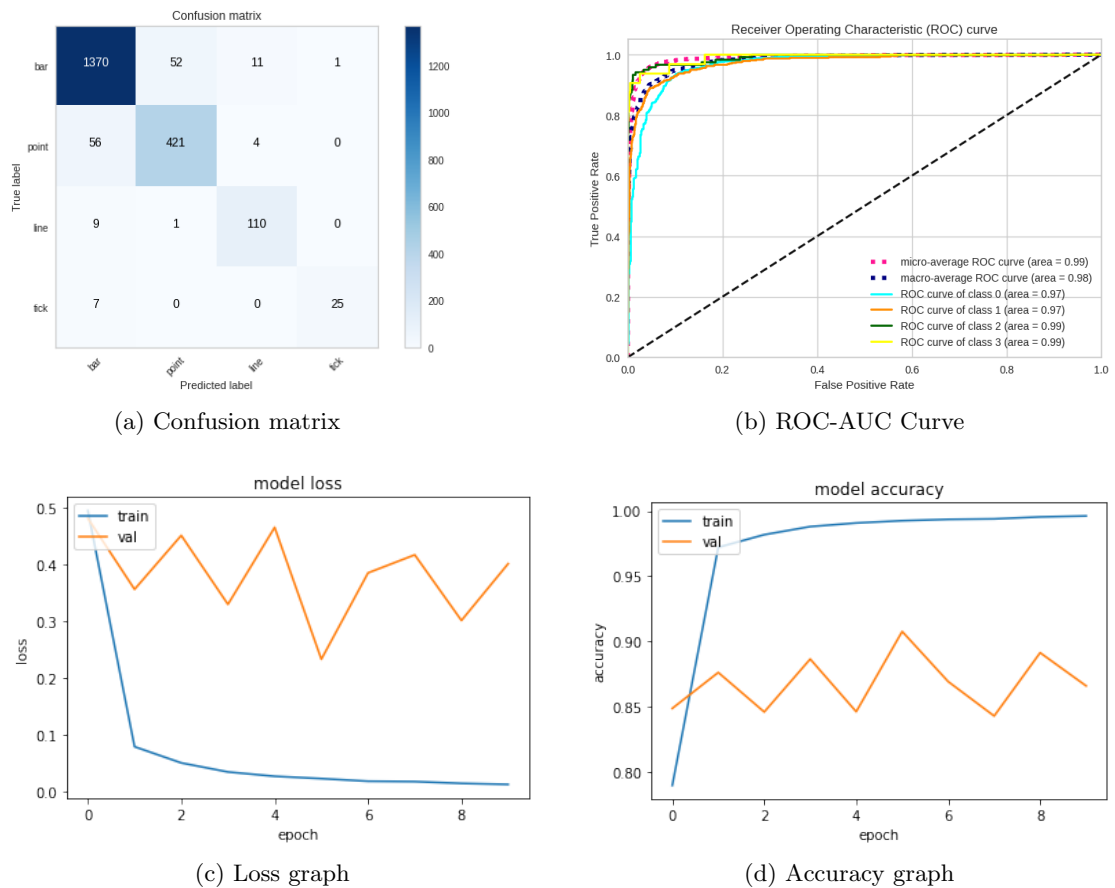 Confusion matrix
True label
bar
point
line
tick
1370 52 11 1
56 421 4 0
9 1 110 0
7 0 0 25
bar point line tick
Predicted label
1200
1000
800
600
400
200
0
(a) Confusion matrix
Receiver Operating Characteristic (ROC) curve
True Positive Rate
1.0
0.8
0.6
0.4
0.2
0.0
micro-average ROC curve (area = 0.99)
macro-average ROC curve (area = 0.98)
ROC curve of class 0 (area = 0.97)
ROC curve of class 1 (area = 0.97)
ROC curve of class 2 (area = 0.99)
ROC curve of class 3 (area = 0.99)
0.0 0.2 0.4 0.6 0.8 1.0
False Positive Rate
(b) ROC-AUC Curve
model loss
loss
0.5
0.4
0.3
0.2
0.1
0.0
train
val
0 2 4 6 8
epoch
(c) Loss graph
model accuracy
accuracy
1.00
0.95
0.90
0.85
0.80
train
val
0 2 4 6 8
epoch
(d) Accuracy graph